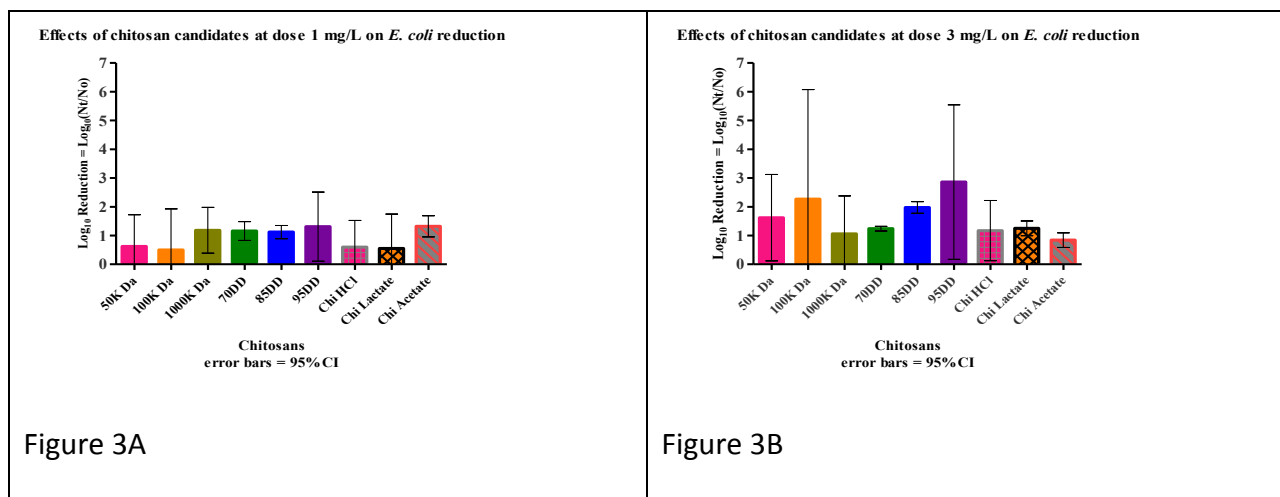 Effects of chitosan candidates at dose 1 mg/L on E. coli reduction
Log10 Reduction = Log10(Nt/No)
7
6
5
4
3
2
1
0
50K Da
100K Da
1000K Da
70DD
85DD
95DD
Chi HCl
Chi Lactate
Chi Acetate
Chitosans
error bars = 95%CI
Figure 3A
Effects of chitosan candidates at dose 3 mg/L on E. coli reduction
Log10 Reduction = Log10(Nt/No)
7
6
5
4
3
2
1
0
50K Da
100K Da
1000K Da
70DD
85DD
95DD
Chi HCl
Chi Lactate
Chi Acetate
Chitosans
error bars = 95%CI
Figure 3B